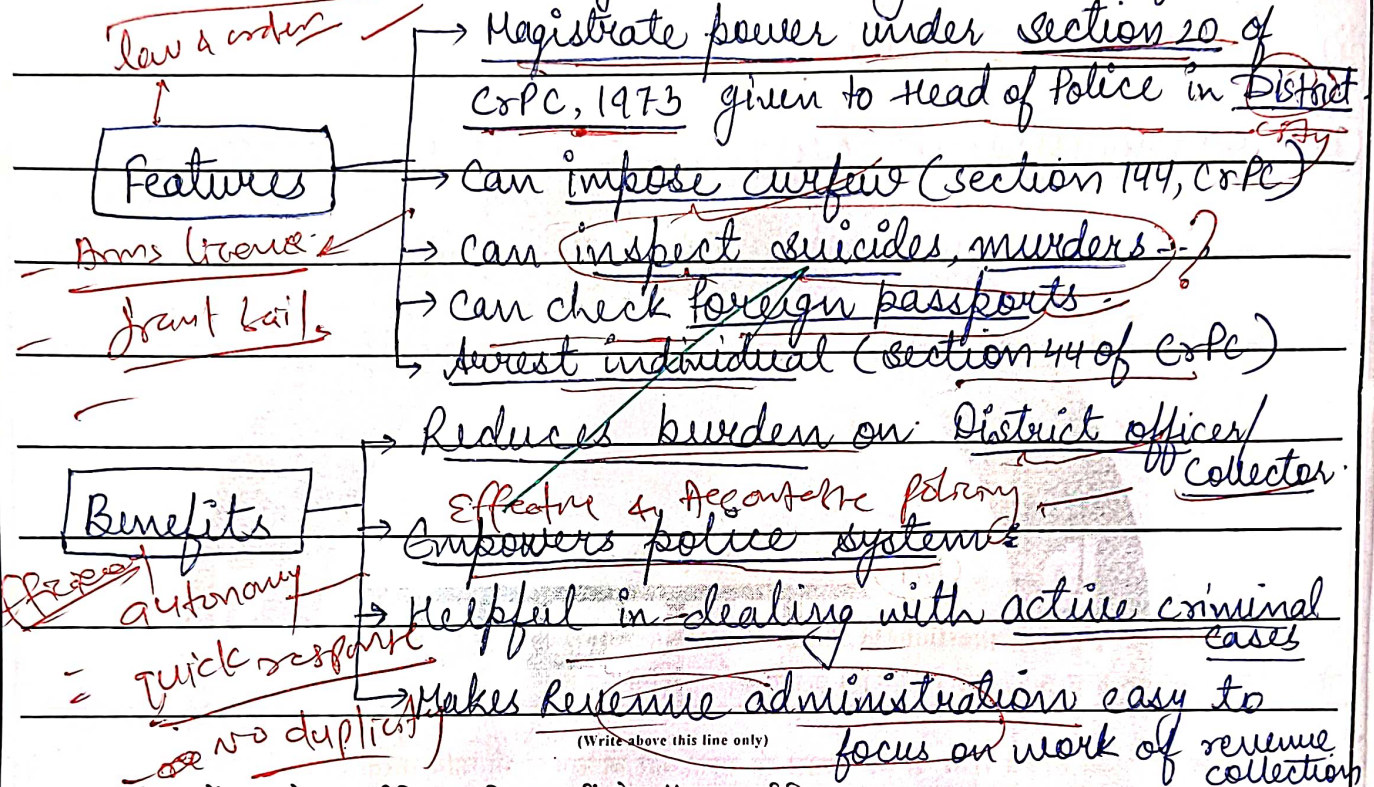 law & order
→ Magistrate power under section 20 of
CrPC, 1973 given to Head of Police in District.
City
Features
→ Can impose curfew (section 144, CrPC)
Arms license
→ can inspect suicides, murders - ?
→ can check foreign passports.
- grant bail
→ Arrest individual (section 44 of CrPC)
→ Reduces burden on District officer/
collector.
Effective & Accountable policing
Benefits
→ Empowers police system
autonomy
→ Helpful in dealing with active criminal
cases
= quick response
→ Makes Revenue administration easy to
No duplicity
(Write above this line only)
focus on work of revenue
collection